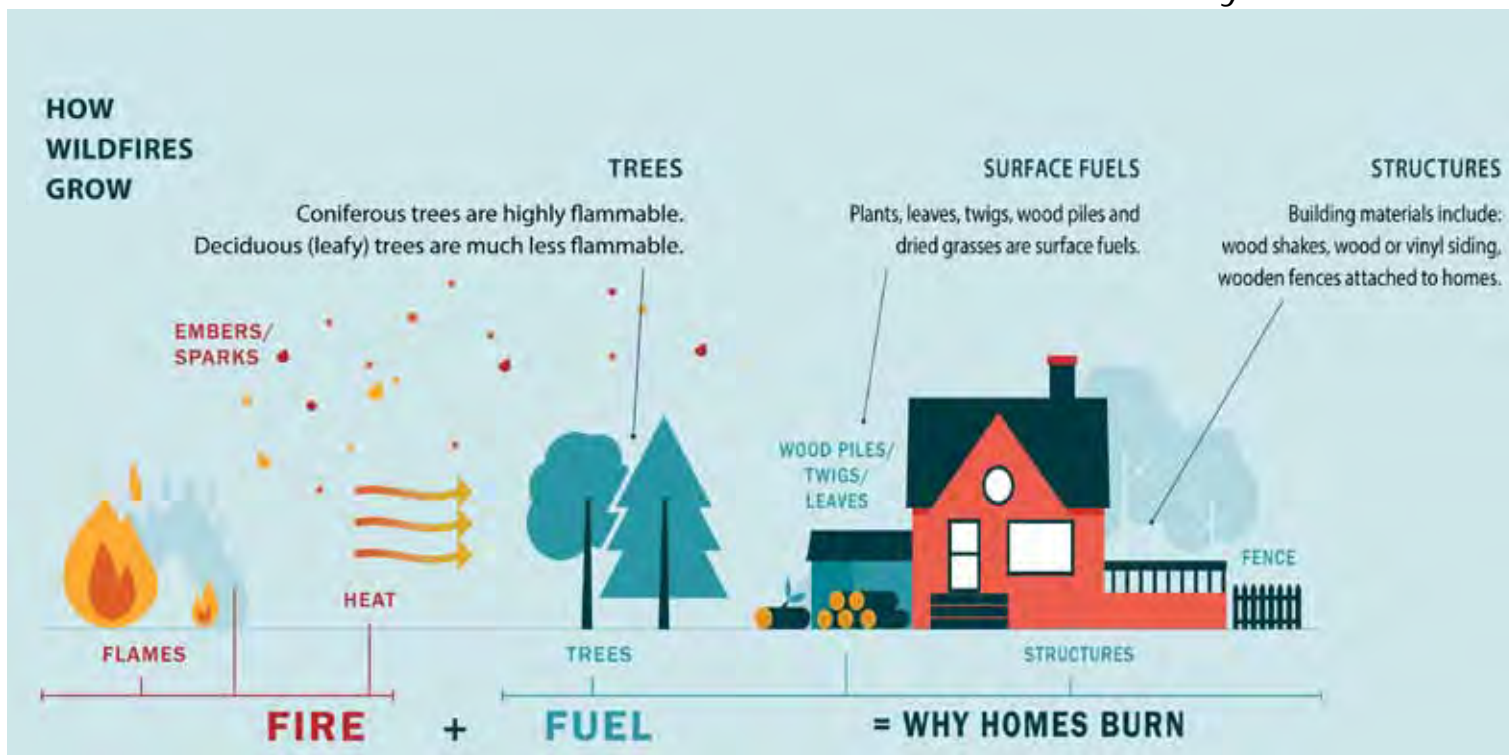 HOW
WILDFIRES
GROW
TREES
Coniferous trees are highly flammable.
Deciduous (leafy) trees are much less flammable.
SURFACE FUELS
Plants, leaves, twigs, wood piles and
dried grasses are surface fuels.
STRUCTURES
Building materials include:
wood shakes, wood or vinyl siding,
wooden fences attached to homes.
EMBERS/
SPARKS
HEAT
FLAMES
TREES
WOOD PILES/
TWIGS/
LEAVES
FENCE
STRUCTURES
FIRE + FUEL = WHY HOMES BURN